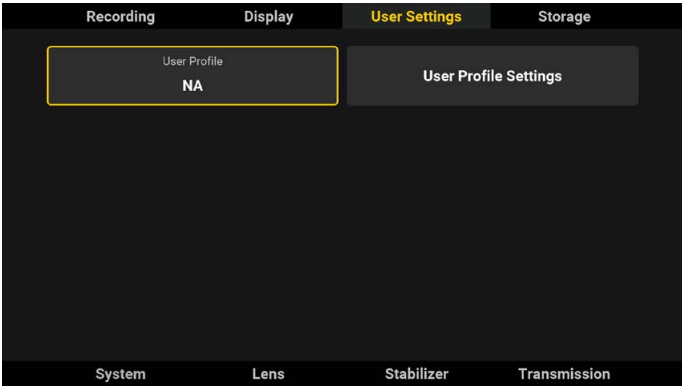 Recording Display User Settings Storage
User Profile
NA
User Profile Settings
System Lens Stabilizer Transmission